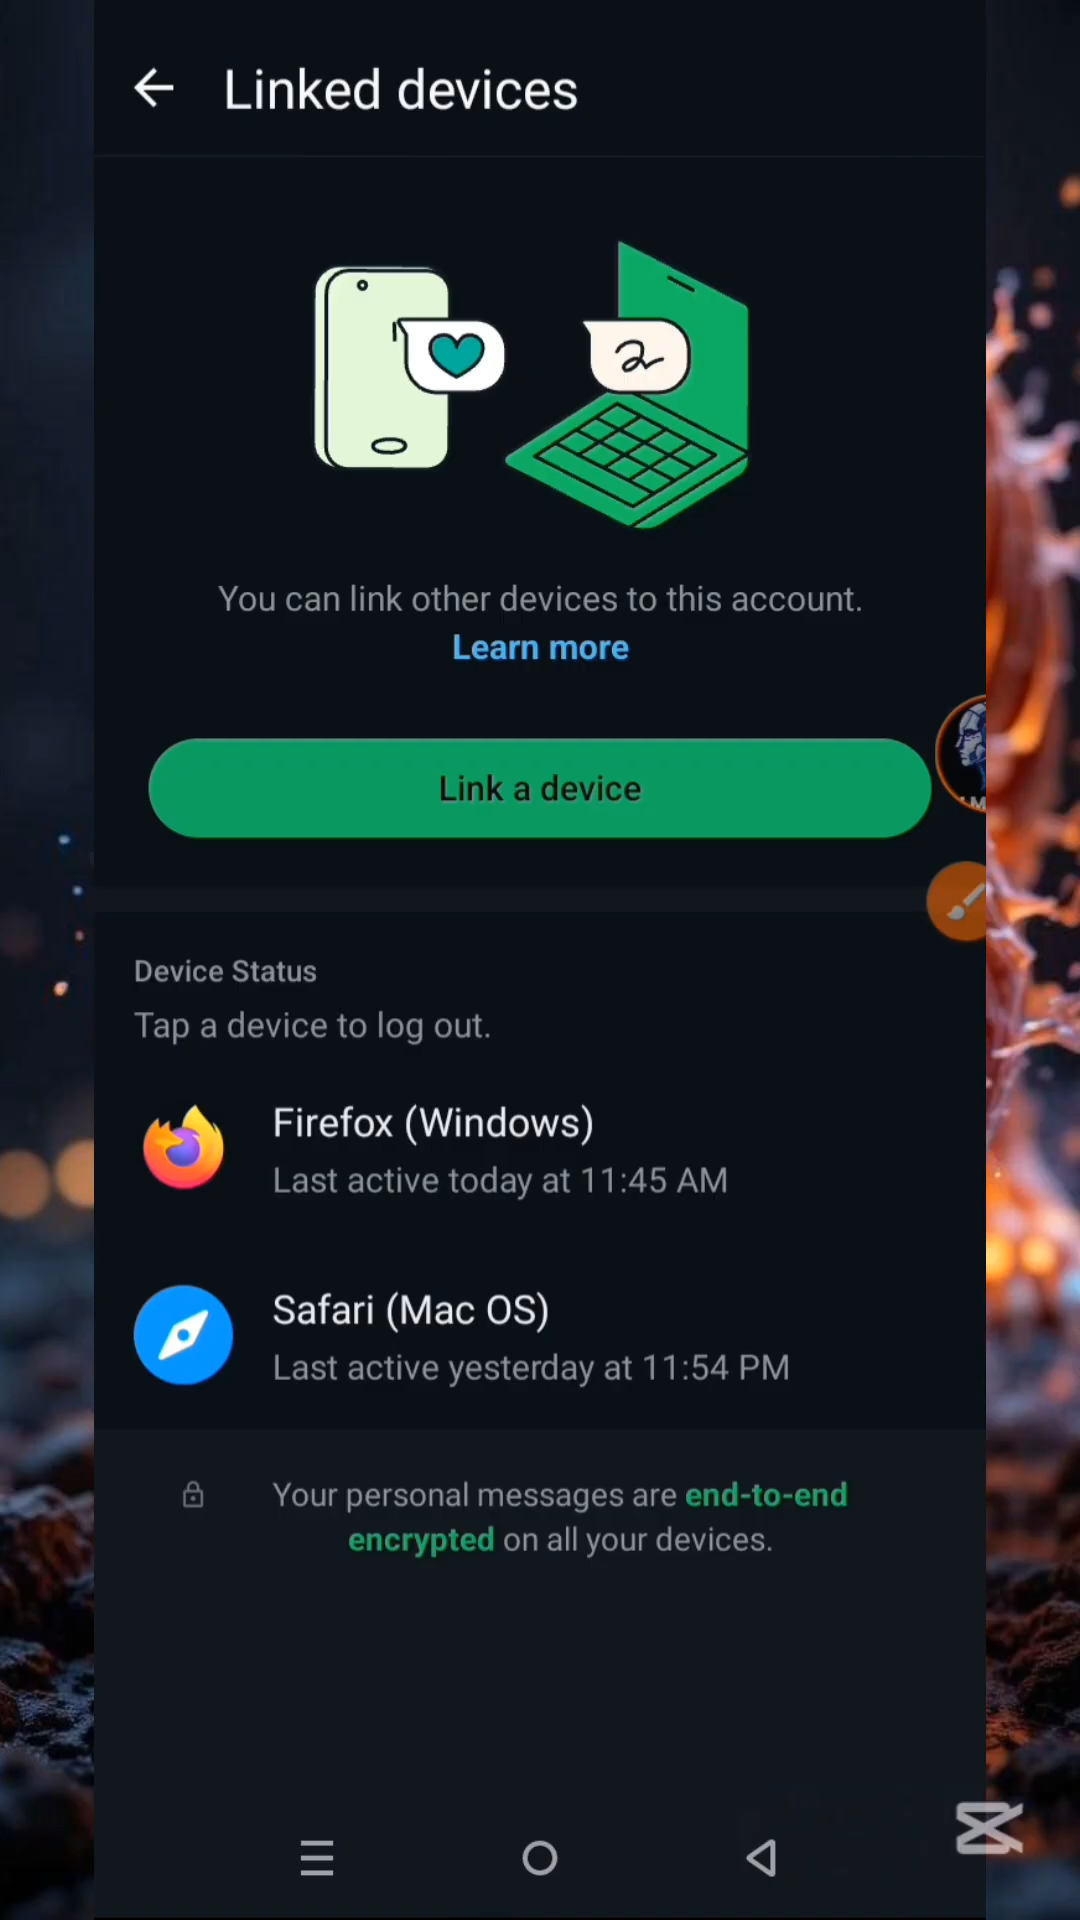 Linked devices
You can link other devices to this account.
Learn more
Link a device
Device Status
Tap a device to log out.
Firefox (Windows)
Last active today at 11:45 AM
Safari (Mac OS)
Last active yesterday at 11:54 PM
Your personal messages are end-to-end
encrypted on all your devices.